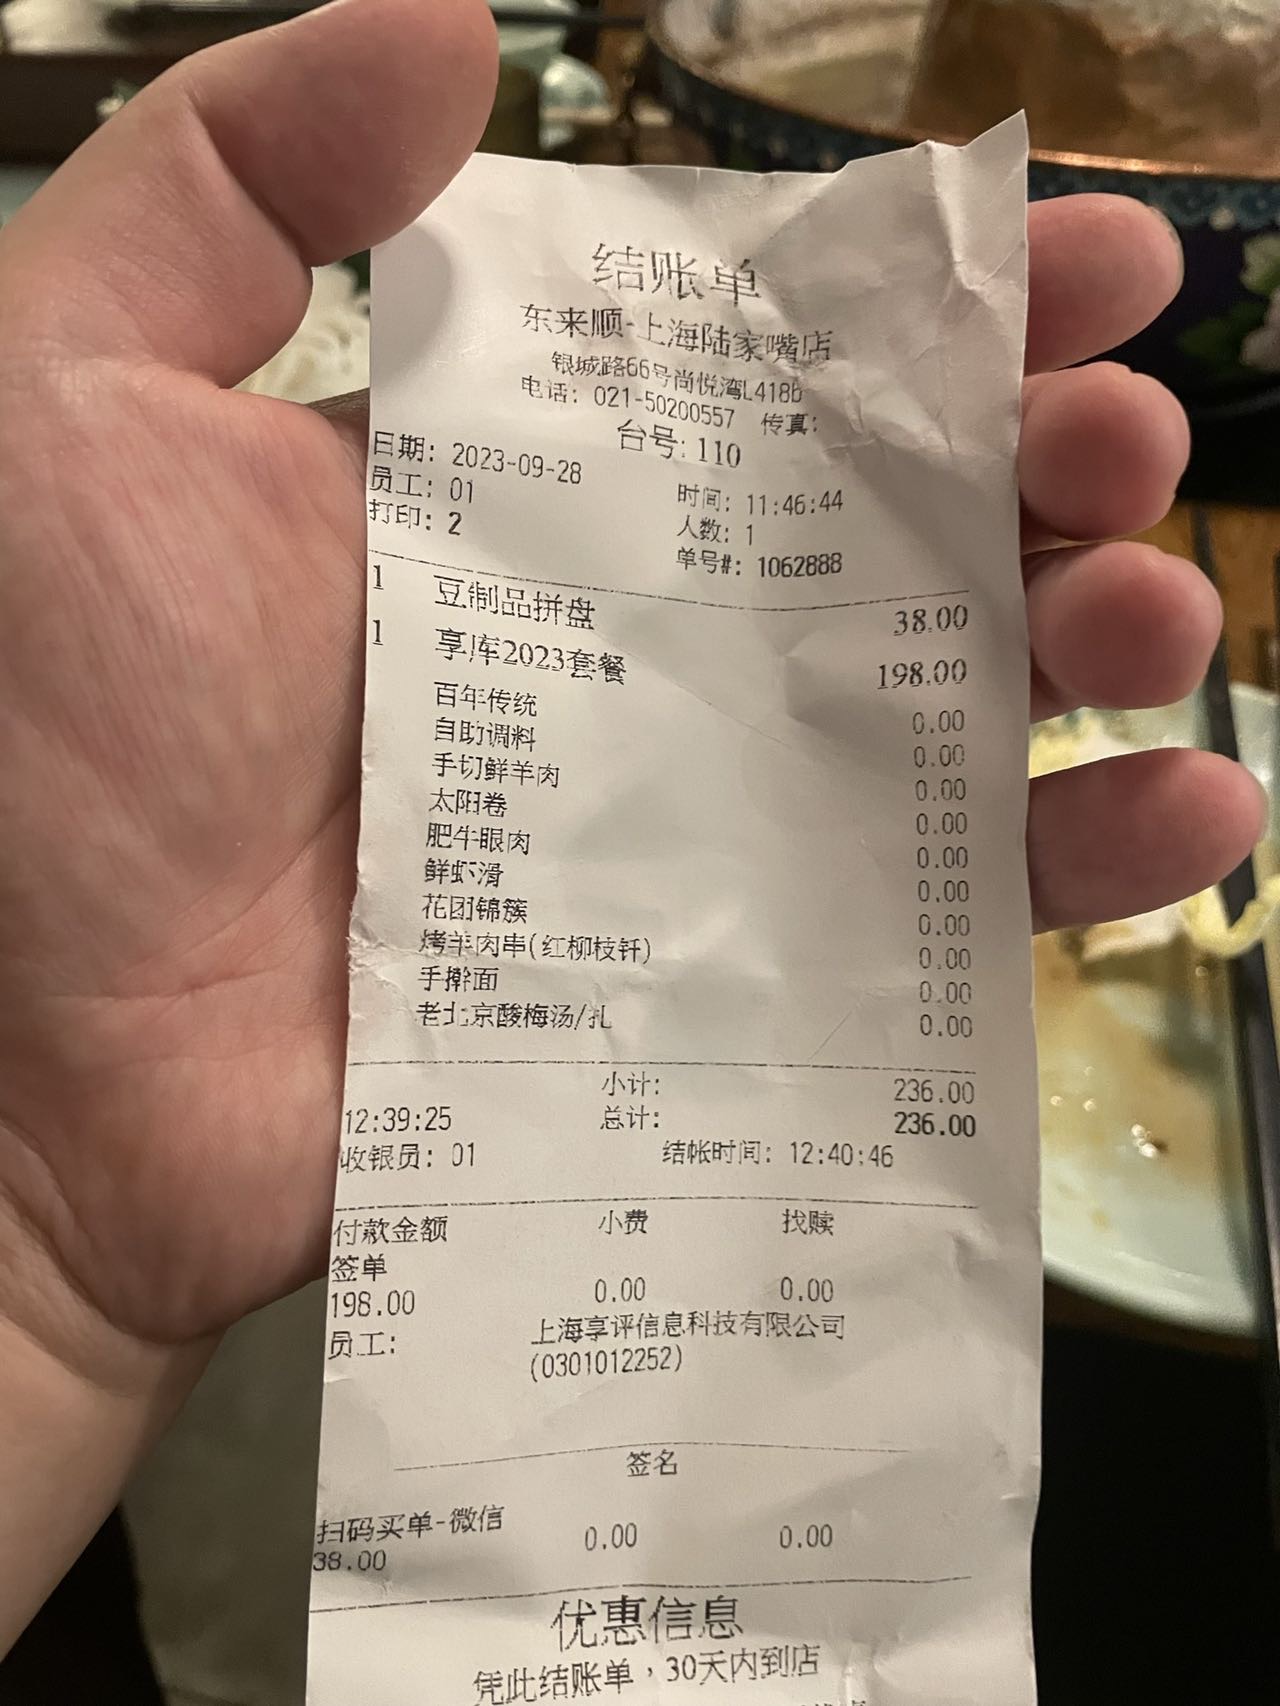 结账单
东来顺-上海陆家嘴店
银城路66号尚悦湾L418b
电话: 021-50200557 传真:
台号: 110
日期: 2023-09-28
时间: 11:46:44
员工: 01
人数: 1
打印: 2
单号#: 1062888
1 豆制品拼盘 38.00
1 享库2023套餐 198.00
百年传统 0.00
自助调料 0.00
手切鲜羊肉 0.00
太阳卷 0.00
肥牛眼肉 0.00
鲜虾滑 0.00
花团锦簇 0.00
烤羊肉串(红柳枝钎) 0.00
手擀面 0.00
老北京酸梅汤/扎 0.00
小计: 236.00
12:39:25 总计: 236.00
收银员: 01 结帐时间: 12:40:46
付款金额 小费 找赎
签单
198.00 0.00 0.00
员工: 上海享评信息科技有限公司
(0301012252)
签名
扫码买单-微信
38.00 0.00 0.00
优惠信息
凭此结账单，30天内到店